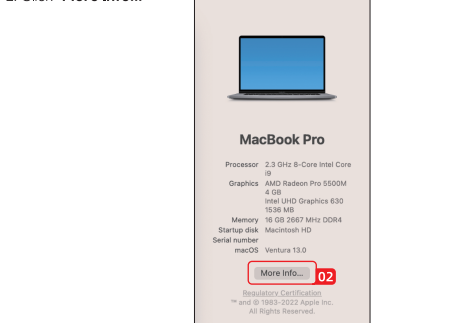 2. Click "More Info..."
MacBook Pro
Processor 2.3 GHz 8-Core Intel Core
i9
Graphics AMD Radeon Pro 5500M
4 GB
Intel UHD Graphics 630
1536 MB
Memory 16 GB 2667 MHz DDR4
Startup disk Macintosh HD
Serial number
macOS Ventura 13.0
More Info... 02
Regulatory Certification
™ and © 1983-2022 Apple Inc.
All Rights Reserved.